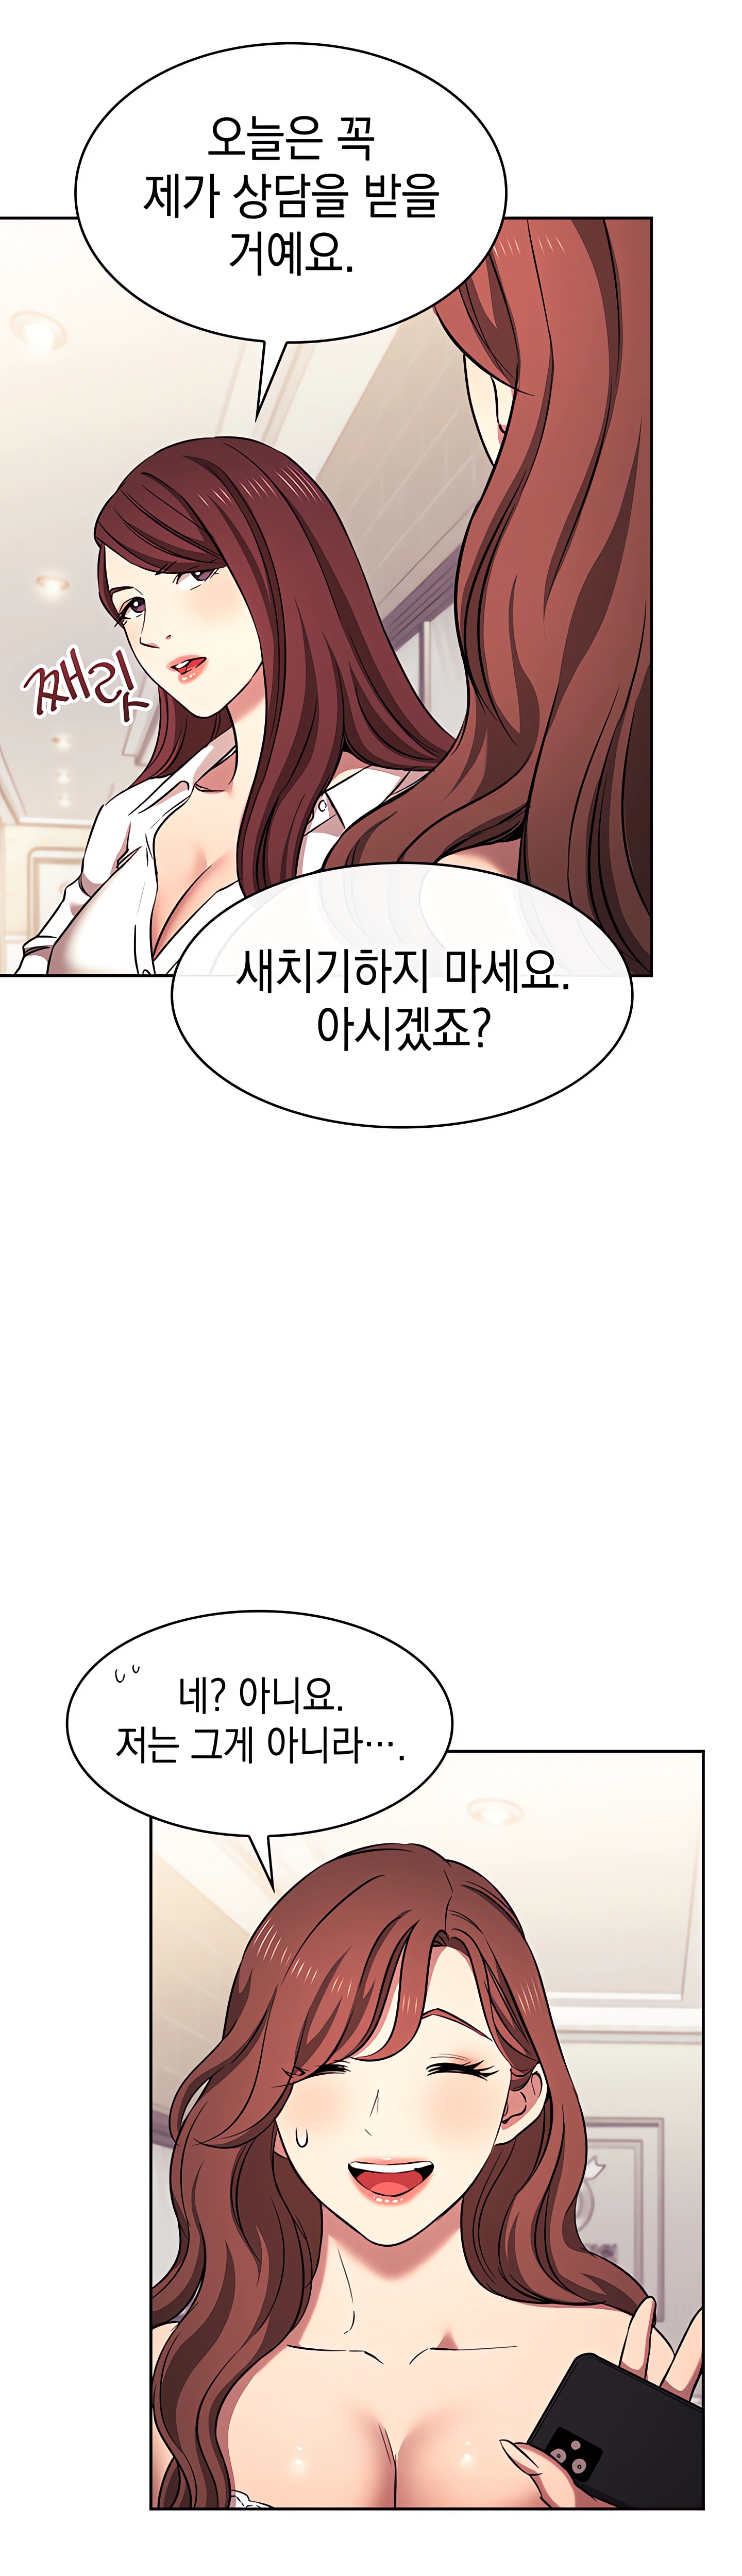 오늘은 꼭
제가 상담을 받을
거예요.
째릿
새치기하지 마세요.
아시겠죠?
네? 아니요.
저는 그게 아니라….